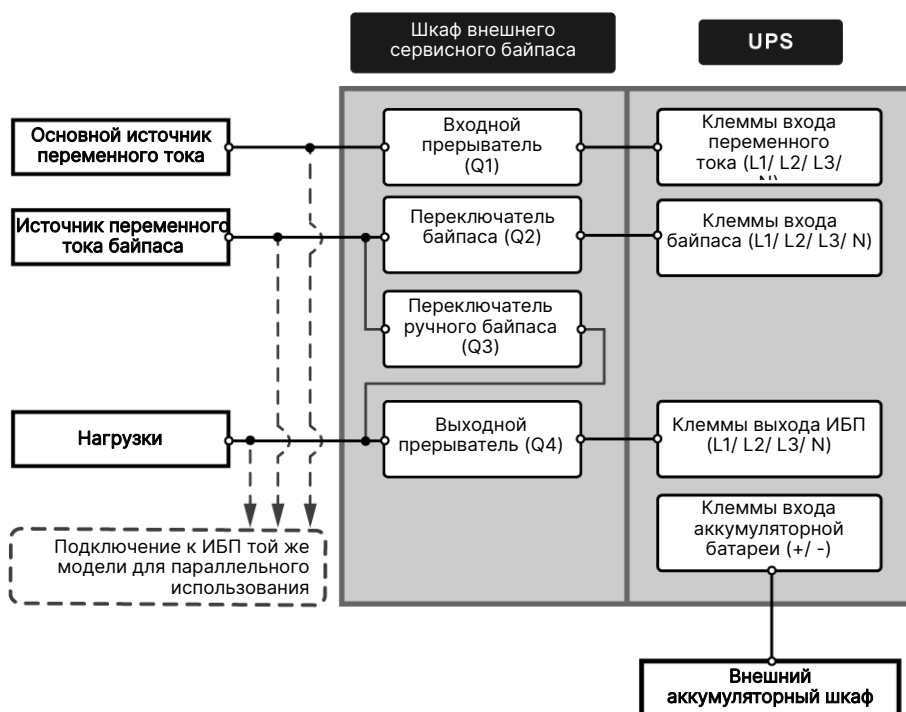 Шкаф внешнего
сервисного байпаса
UPS
Основной источник
переменного тока
Входной
прерыватель
(Q1)
Клеммы входа
переменного
тока (L1/ L2/ L3/
N)
Источник переменного
тока байпаса
Переключатель
байпаса (Q2)
Клеммы входа
байпаса (L1/ L2/ L3/ N)
Переключатель
ручного байпаса
(Q3)
Нагрузки
Выходной
прерыватель (Q4)
Клеммы выхода ИБП
(L1/ L2/ L3/ N)
Клеммы входа
аккумуляторной
батареи (+/ -)
Подключение к ИБП той же
модели для параллельного
использования
Внешний
аккумуляторный шкаф